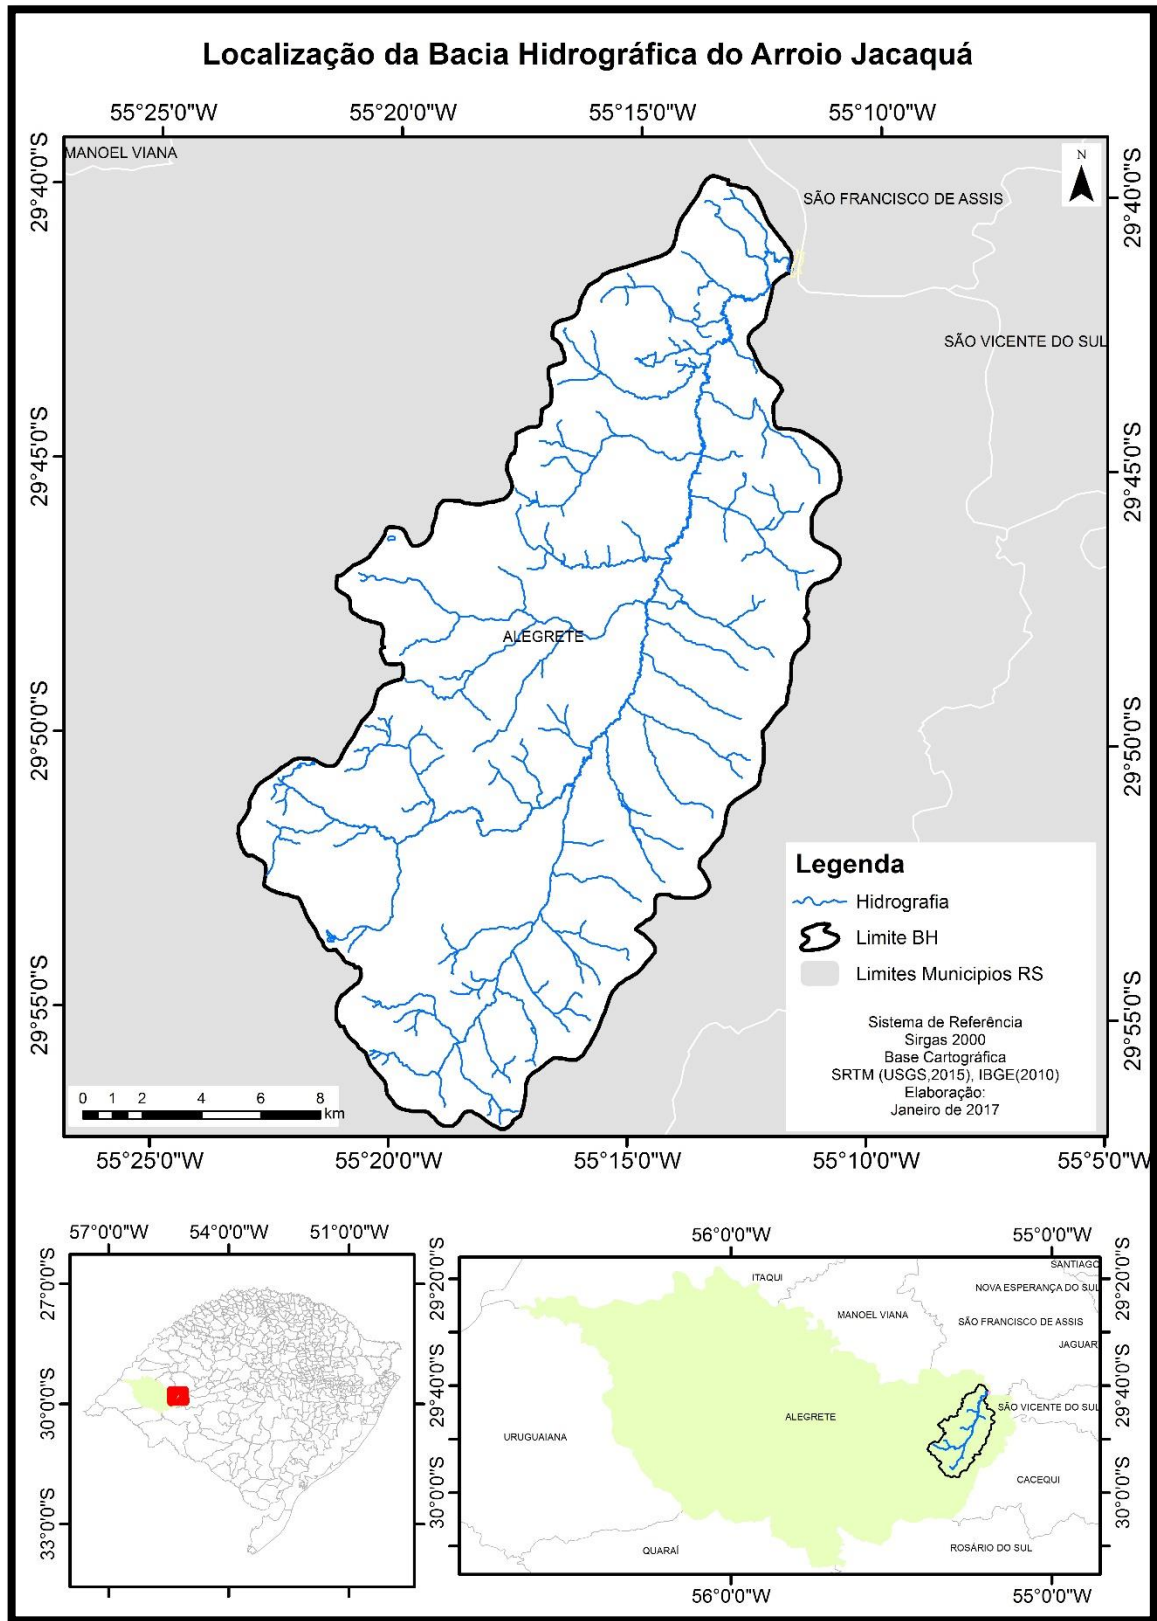 Localização da Bacia Hidrográfica do Arroio Jacaquá
55°25'0"W 55°20'0"W 55°15'0"W 55°10'0"W
MANOEL VIANA
N
29°40'0"S
29°40'0"S
SÃO FRANCISCO DE ASSIS
SÃO VICENTE DO SUL
29°45'0"S
29°45'0"S
ALEGRETE
29°50'0"S
29°50'0"S
Legenda
Hidrografia
Limite BH
Limites Municipios RS
29°55'0"S
29°55'0"S
Sistema de Referência
Sirgas 2000
Base Cartográfica
SRTM (USGS,2015), IBGE(2010)
Elaboração:
Janeiro de 2017
0 1 2 4 6 8
km
55°25'0"W 55°20'0"W 55°15'0"W 55°10'0"W 55°5'0"W
57°0'0"W 54°0'0"W 51°0'0"W
27°0'0"S
30°0'0"S
33°0'0"S
56°0'0"W 55°0'0"W
29°20'0"S
29°20'0"S
SANTIAGO
ITAQUI
NOVA ESPERANÇA DO SUL
MANOEL VIANA
SÃO FRANCISCO DE ASSIS
JAGUAR
29°40'0"S
29°40'0"S
SÃO VICENTE DO SUL
ALEGRETE
URUGUAIANA
CACEQUI
30°0'0"S
30°0'0"S
ROSÁRIO DO SUL
QUARAÍ
56°0'0"W 55°0'0"W